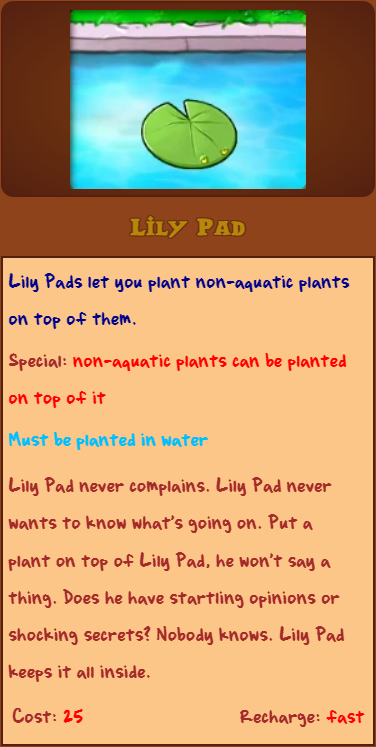 Lily Pad
Lily Pads let you plant non-aquatic plants
on top of them.
Special: non-aquatic plants can be planted
on top of it
Must be planted in water
Lily Pad never complains. Lily Pad never
wants to know what's going on. Put a
plant on top of Lily Pad, he won't say a
thing. Does he have startling opinions or
shocking secrets? Nobody knows. Lily Pad
keeps it all inside.
Cost: 25 Recharge: fast